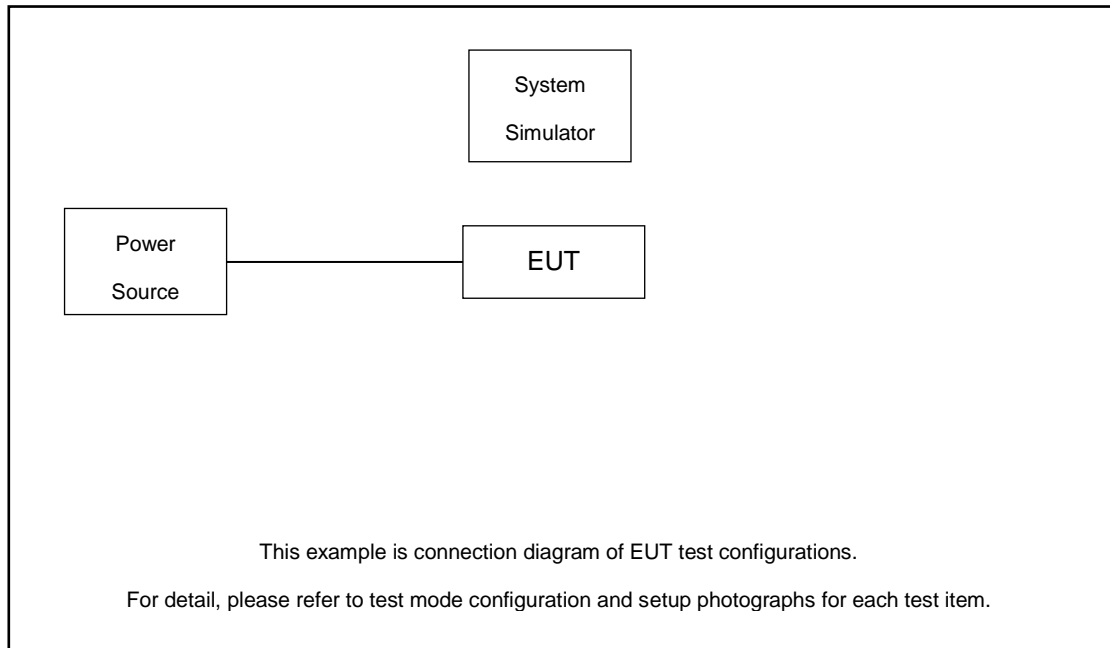 System
Simulator
Power
Source
EUT
This example is connection diagram of EUT test configurations.
For detail, please refer to test mode configuration and setup photographs for each test item.